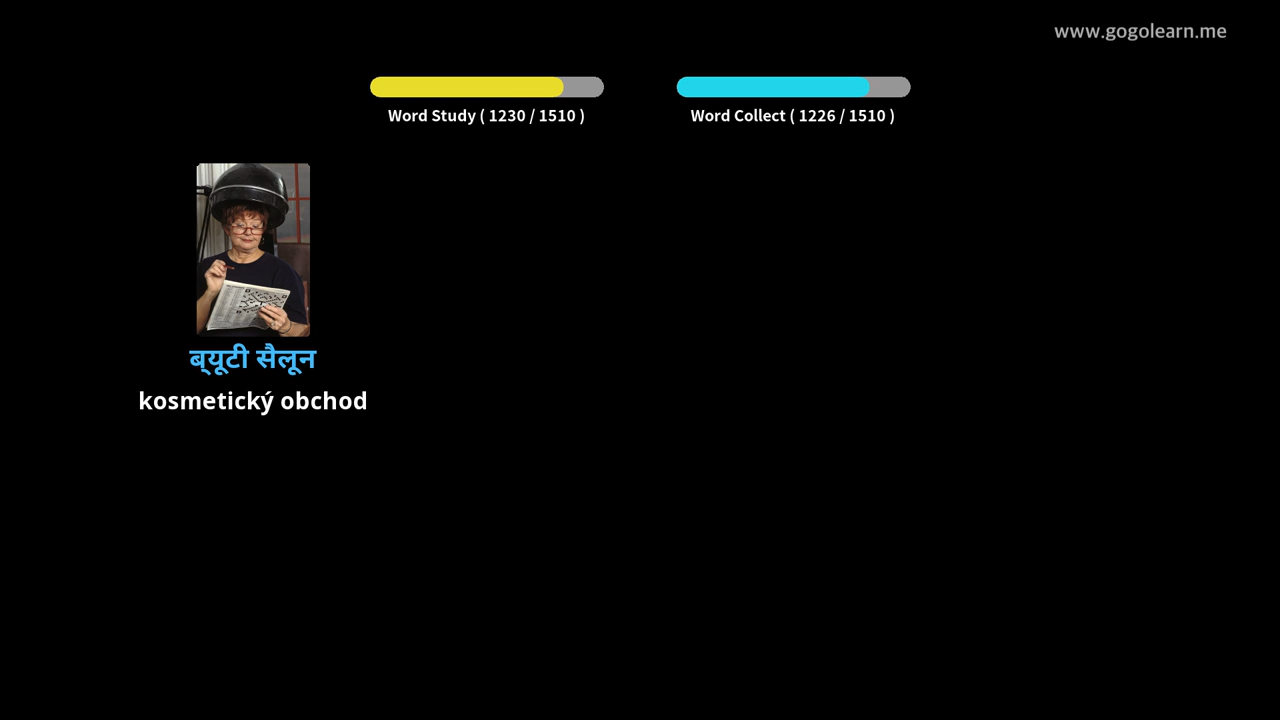 www.gogolearn.me
Word Study ( 1230 / 1510 )
Word Collect ( 1226 / 1510 )
ब्यूटी सैलून
kosmetický obchod